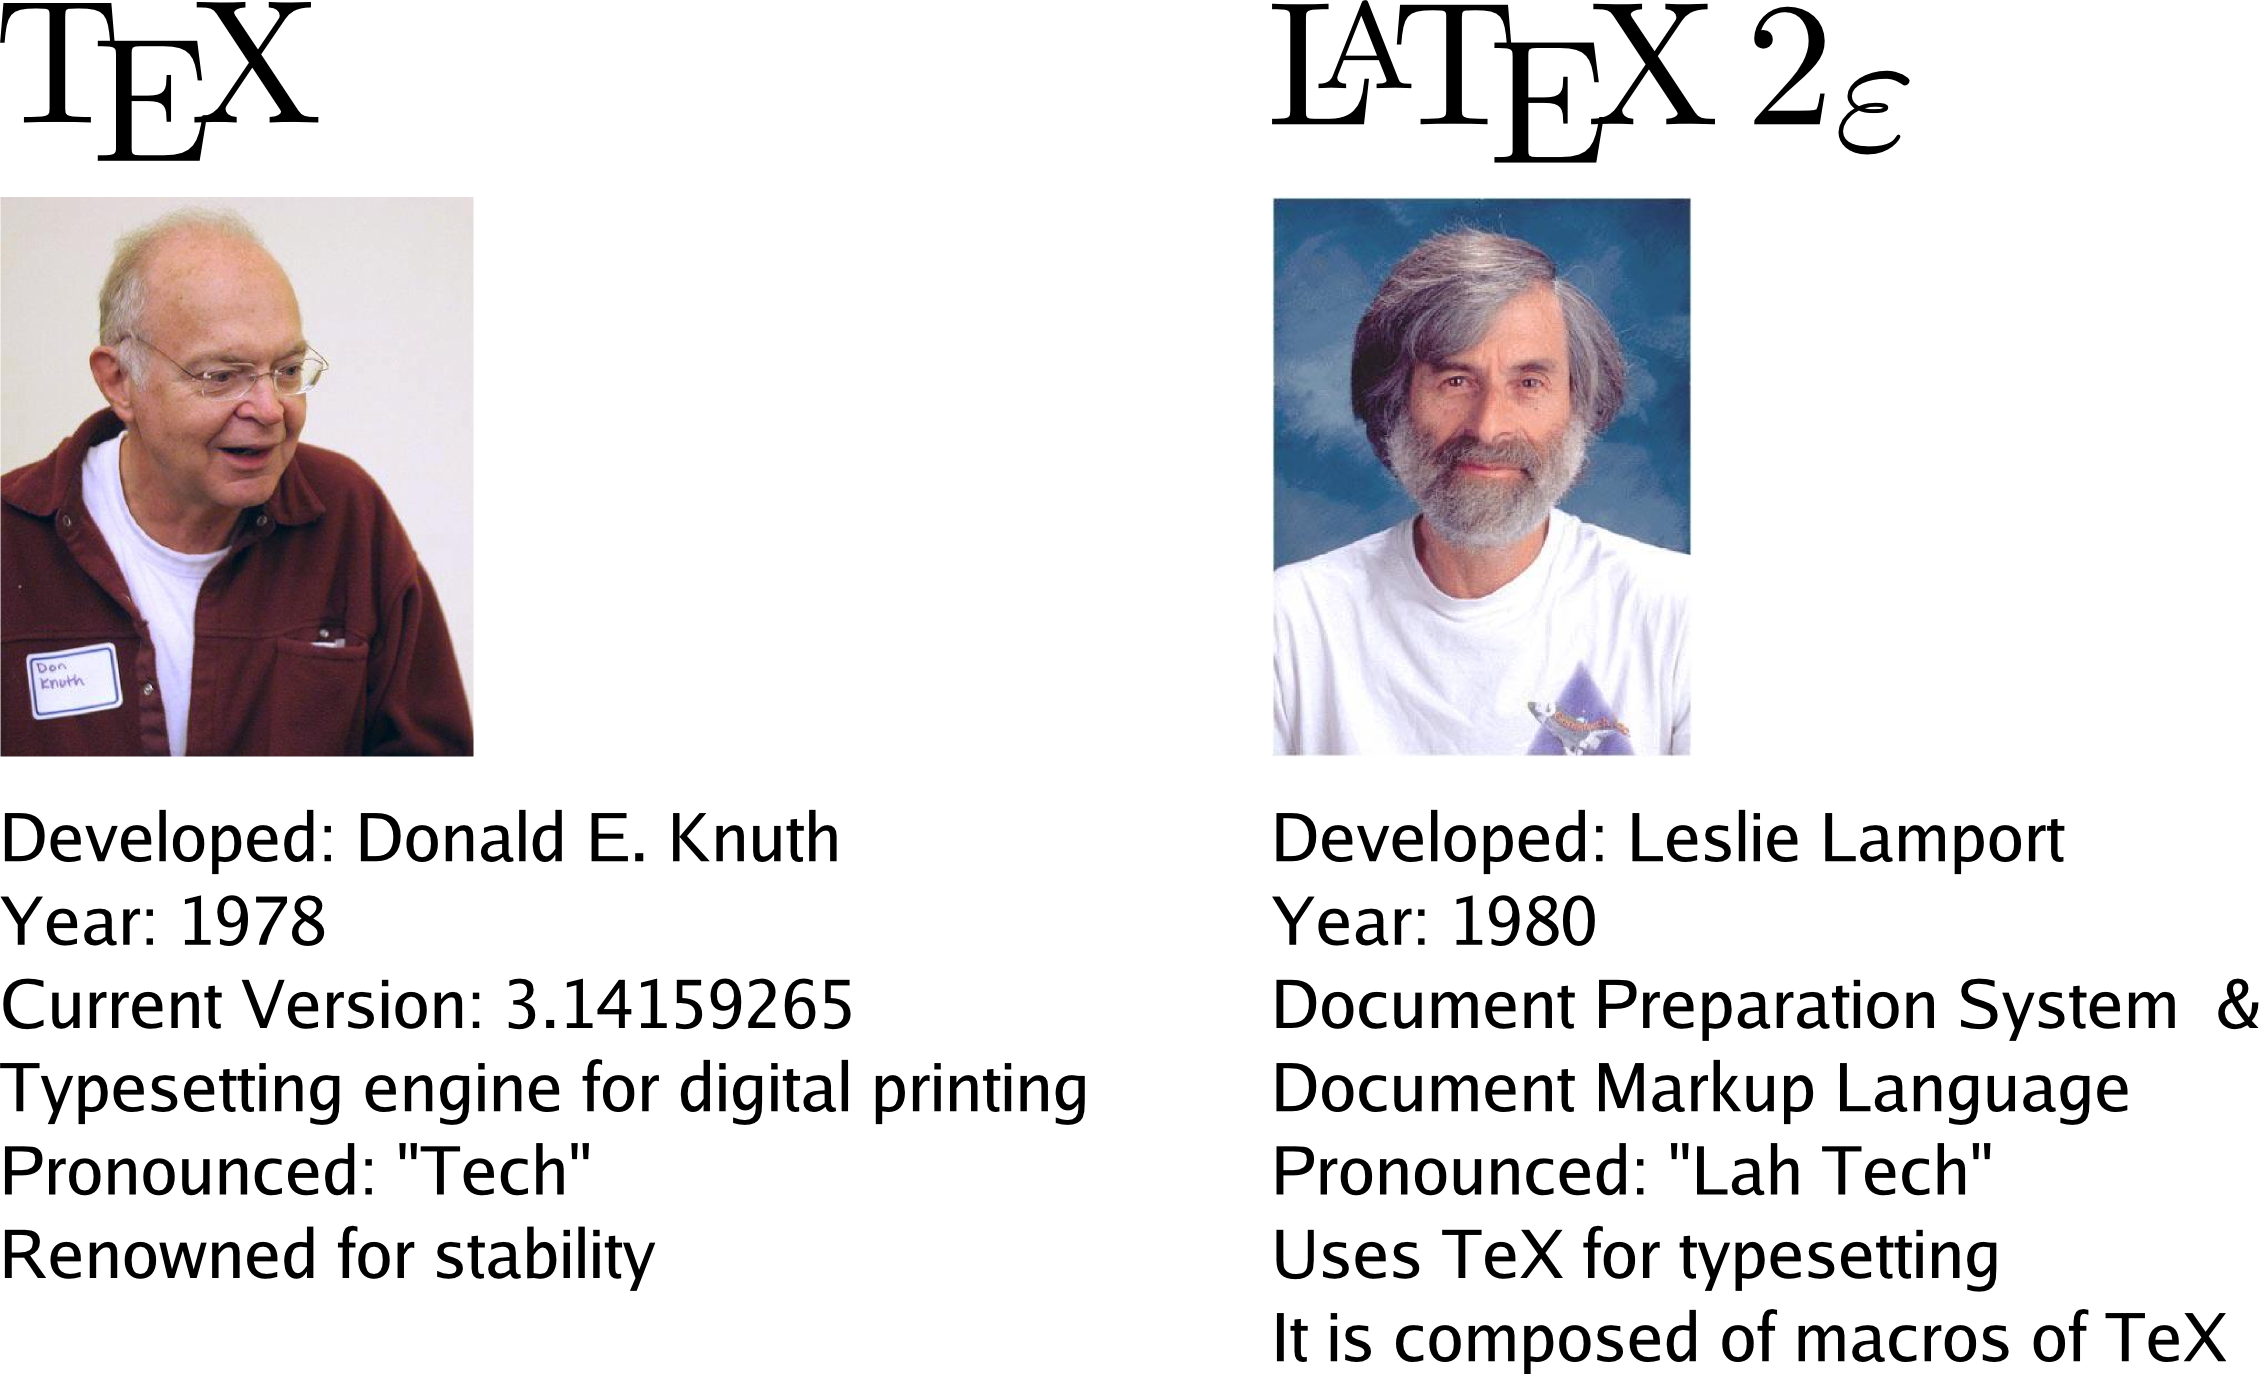 TEX
Don
Knuth
Developed: Donald E. Knuth
Year: 1978
Current Version: 3.14159265
Typesetting engine for digital printing
Pronounced: "Tech"
Renowned for stability
LATEX 2ε
Developed: Leslie Lamport
Year: 1980
Document Preparation System &
Document Markup Language
Pronounced: "Lah Tech"
Uses TeX for typesetting
It is composed of macros of TeX